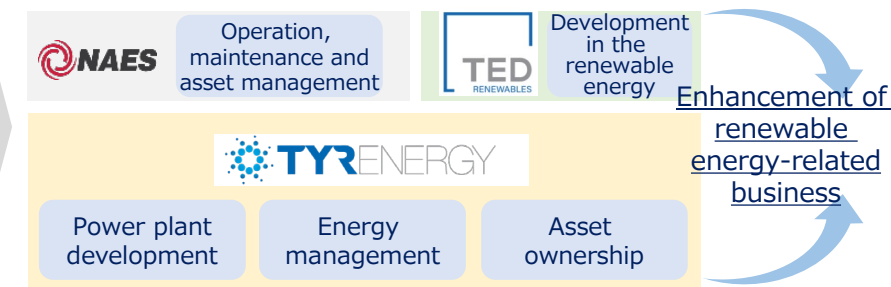 NAES
Operation,
maintenance and
asset management
TED
RENEWABLES
Development
in the
renewable
energy
TYRENERGY
Power plant
development
Energy
management
Asset
ownership
Enhancement of
renewable
energy-related
business